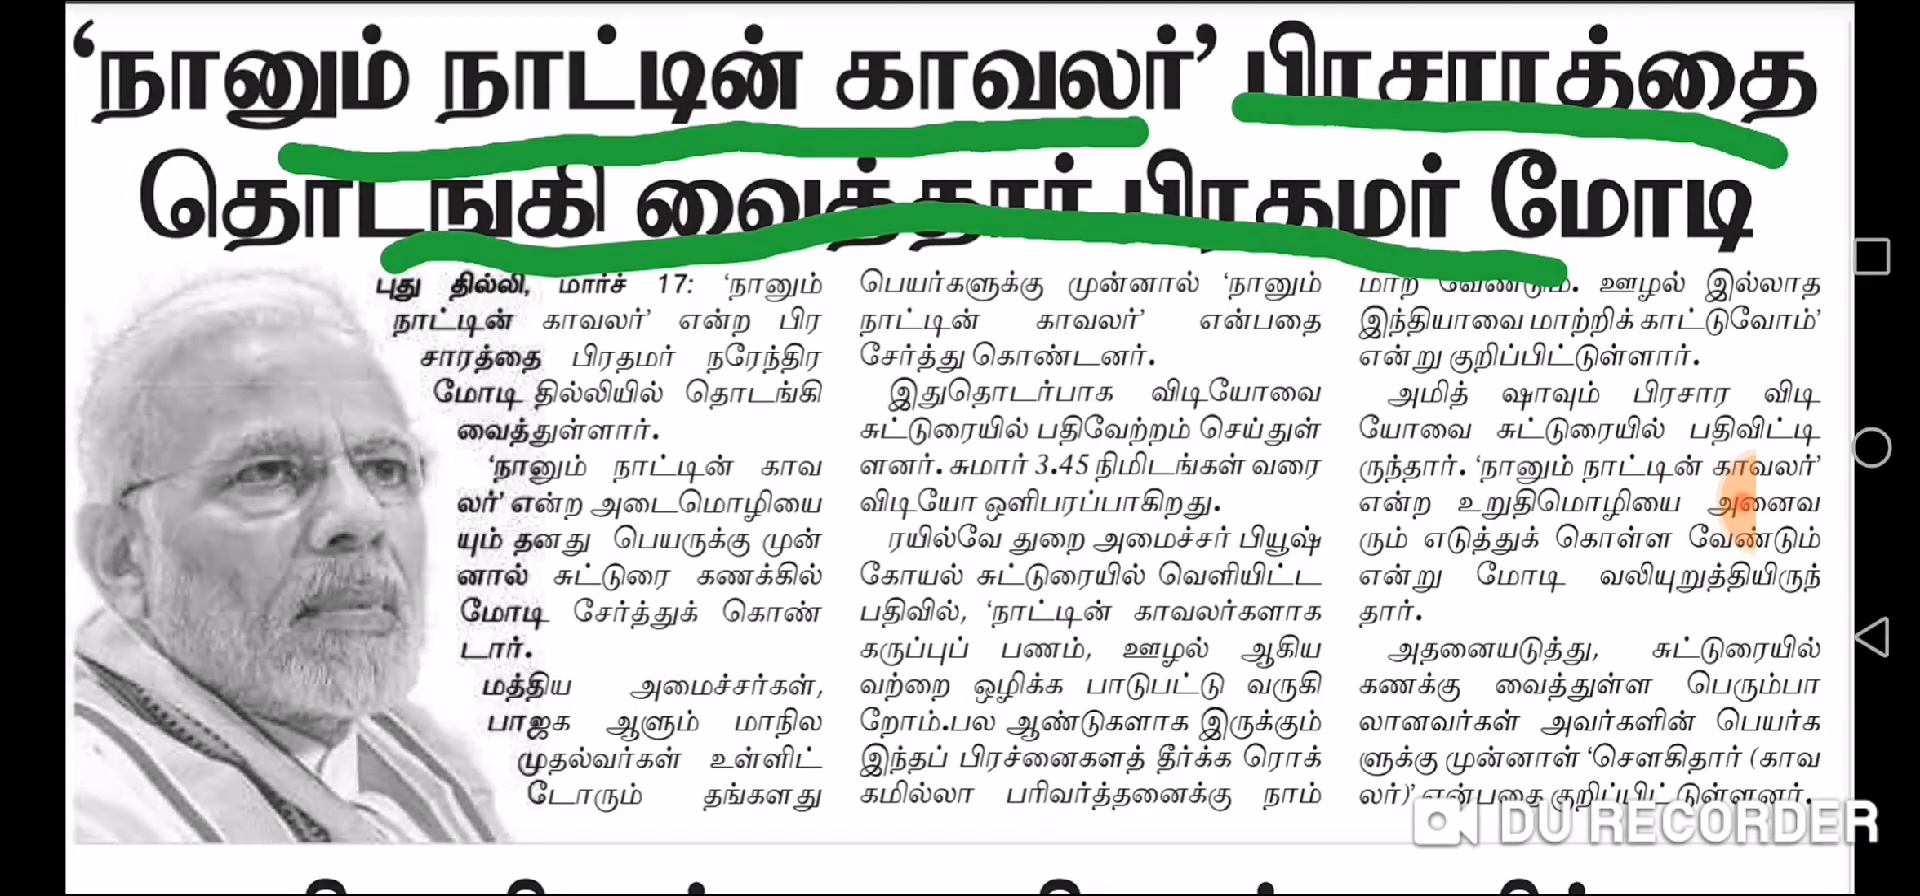 ‘நானும் நாட்டின் காவலர்’ பிரசாரத்தை
தொடங்கி வைத்தார் பிரதமர் மோடி
புது தில்லி, மார்ச் 17: ‘நானும்
நாட்டின் காவலர்’ என்ற பிர
சாரத்தை பிரதமர் நரேந்திர
மோடி தில்லியில் தொடங்கி
வைத்துள்ளார்.
‘நானும் நாட்டின் காவ
லர்’ என்ற அடைமொழியை
யும் தனது பெயருக்கு முன்
னால் சுட்டுரை கணக்கில்
மோடி சேர்த்துக் கொண்
டார்.
மத்திய அமைச்சர்கள்,
பாஜக ஆளும் மாநில
முதல்வர்கள் உள்ளிட்
டோரும் தங்களது
பெயர்களுக்கு முன்னால் ‘நானும்
நாட்டின் காவலர்’ என்பதை
சேர்த்து கொண்டனர்.
இதுதொடர்பாக விடியோவை
சுட்டுரையில் பதிவேற்றம் செய்துள்
ளனர். சுமார் 3.45 நிமிடங்கள் வரை
விடியோ ஒளிபரப்பாகிறது.
ரயில்வே துறை அமைச்சர் பியூஷ்
கோயல் சுட்டுரையில் வெளியிட்ட
பதிவில், ‘நாட்டின் காவலர்களாக
கருப்புப் பணம், ஊழல் ஆகிய
வற்றை ஒழிக்க பாடுபட்டு வருகி
றோம்.பல ஆண்டுகளாக இருக்கும்
இந்தப் பிரச்னைகளத் தீர்க்க ரொக்
கமில்லா பரிவர்த்தனைக்கு நாம்
மாற வேண்டும். ஊழல் இல்லாத
இந்தியாவை மாற்றிக் காட்டுவோம்’
என்று குறிப்பிட்டுள்ளார்.
அமித் ஷாவும் பிரசார விடி
யோவை சுட்டுரையில் பதிவிட்டி
ருந்தார். ‘நானும் நாட்டின் காவலர்’
என்ற உறுதிமொழியை அனைவ
ரும் எடுத்துக் கொள்ள வேண்டும்
என்று மோடி வலியுறுத்தியிருந்
தார்.
அதனையடுத்து, சுட்டுரையில்
கணக்கு வைத்துள்ள பெரும்பா
லானவர்கள் அவர்களின் பெயர்க
ளுக்கு முன்னாள் ‘சௌகிதார் (காவ
லர்)’ என்பதை குறிப்பிட்டுள்ளனர்.
DU RECORDER